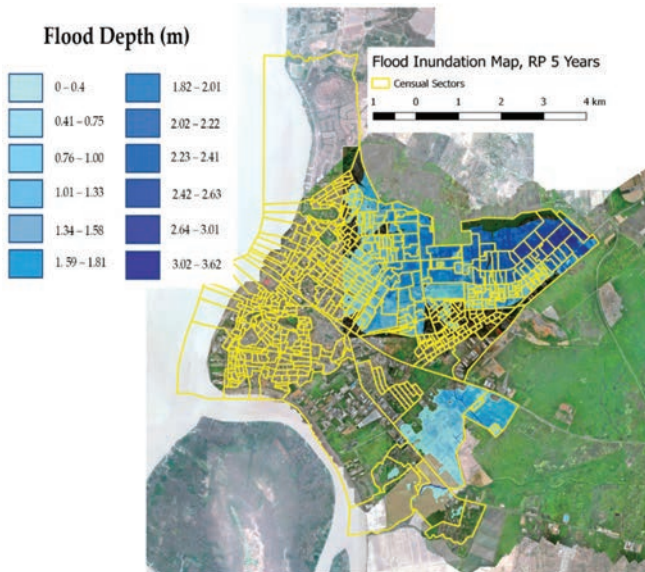 Flood Depth (m)
0 – 0.4
0.41 – 0.75
0.76 – 1.00
1.01 – 1.33
1.34 – 1.58
1. 59 – 1.81
1.82 – 2.01
2.02 – 2.22
2.23 – 2.41
2.42 – 2.63
2.64 – 3.01
3.02 – 3.62
Flood Inundation Map, RP 5 Years
Censual Sectors
1 0 1 2 3 4 km